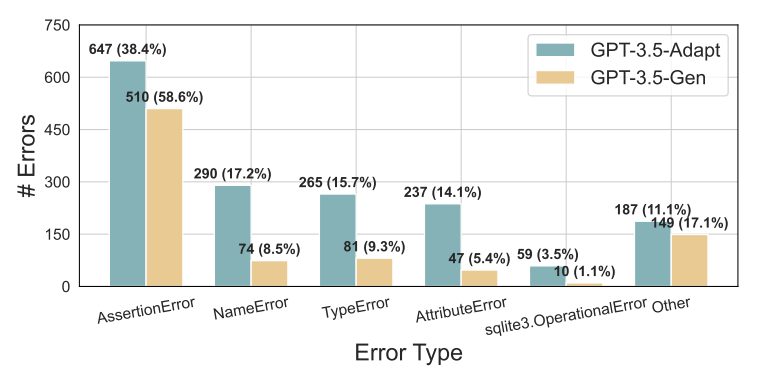 # Errors
750
600
450
300
150
0
GPT-3.5-Adapt
GPT-3.5-Gen
647 (38.4%)
510 (58.6%)
290 (17.2%)
74 (8.5%)
265 (15.7%)
81 (9.3%)
237 (14.1%)
47 (5.4%)
59 (3.5%)
10 (1.1%)
187 (11.1%)
149 (17.1%)
AssertionError
NameError
TypeError
AttributeError
sqlite3.OperationalError
Other
Error Type